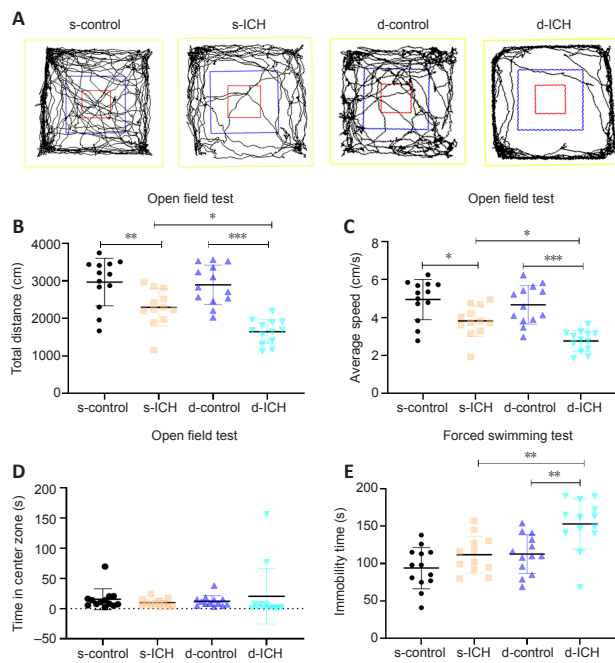 A
s-control s-ICH d-control d-ICH
Open field test
B
*
** ***
Total distance (cm)
4000
3000
2000
1000
0
s-control s-ICH d-control d-ICH
Open field test
C
*
* ***
Average speed (cm/s)
8
6
4
2
0
s-control s-ICH d-control d-ICH
Open field test
D
Time in center zone (s)
200
150
100
50
0
–50
s-control s-ICH d-control d-ICH
Forced swimming test
E
**
**
Immobility time (s)
200
150
100
50
0
s-control s-ICH d-control d-ICH